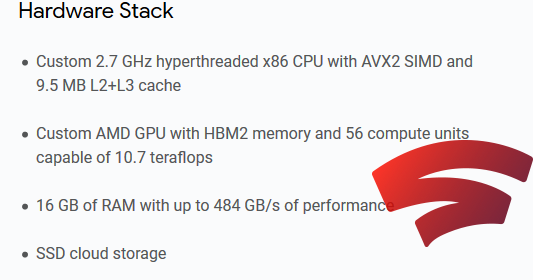 Hardware Stack
• Custom 2.7 GHz hyperthreaded x86 CPU with AVX2 SIMD and
9.5 MB L2+L3 cache
• Custom AMD GPU with HBM2 memory and 56 compute units
capable of 10.7 teraflops
• 16 GB of RAM with up to 484 GB/s of performance
• SSD cloud storage